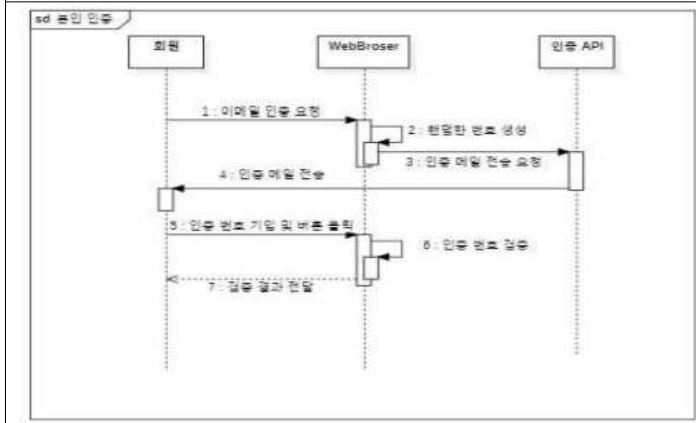 sd 본인 인증
회원
WebBroser
인증 API
1 : 이메일 인증 요청
2 : 랜덤한 번호 생성
3 : 인증 메일 전송 요청
4 : 인증 메일 전송
5 : 인증 번호 기입 및 버튼 클릭
6 : 인증 번호 검증
7 : 검증 결과 전달